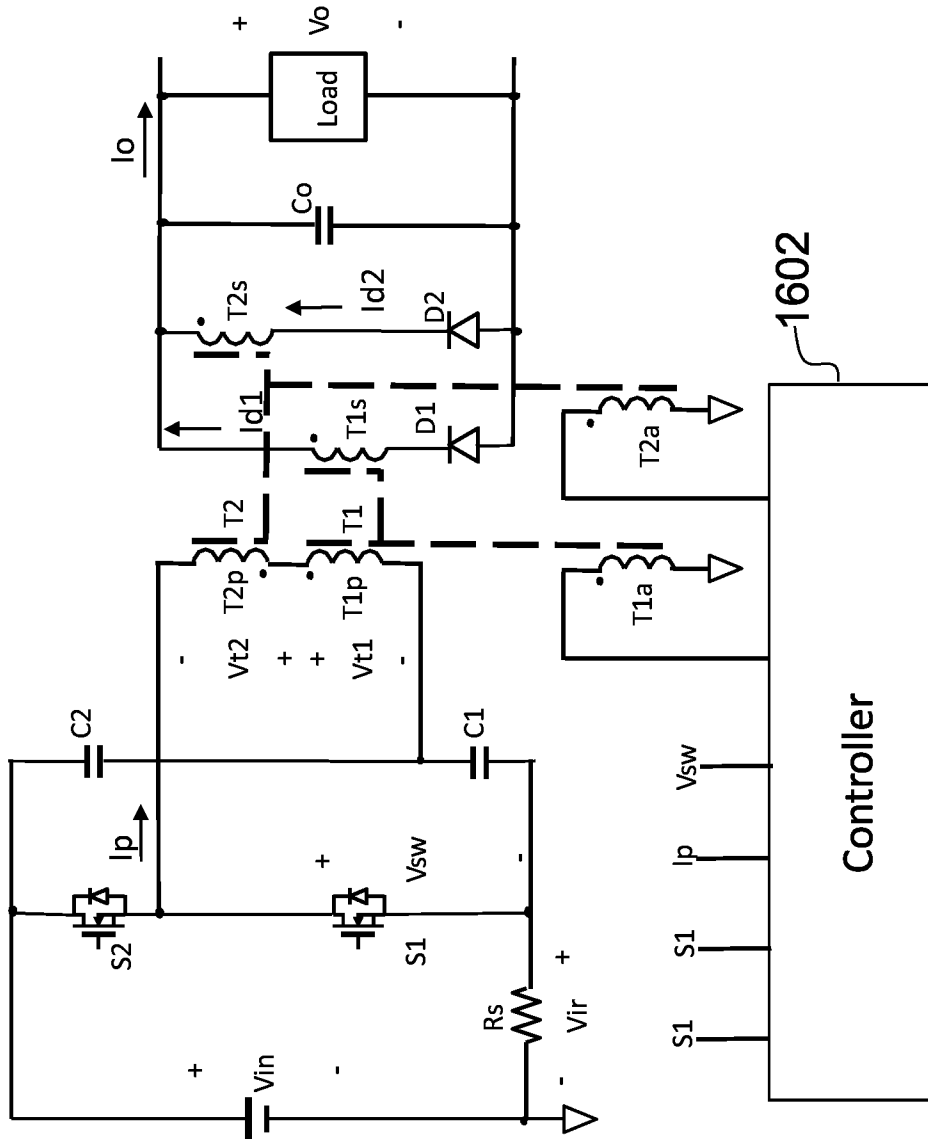 +
Vin
-
Rs
+
Vir
-
S2
S1
+
Vsw
-
Ip
C2
C1
-
Vt2
+
+
Vt1
-
T2p
T2
T1p
T1
Id1
T1s
D1
T2s
Id2
D2
Co
Io
Load
+
Vo
-
T1a
T2a
S1
S1
Ip
Vsw
Controller
1602